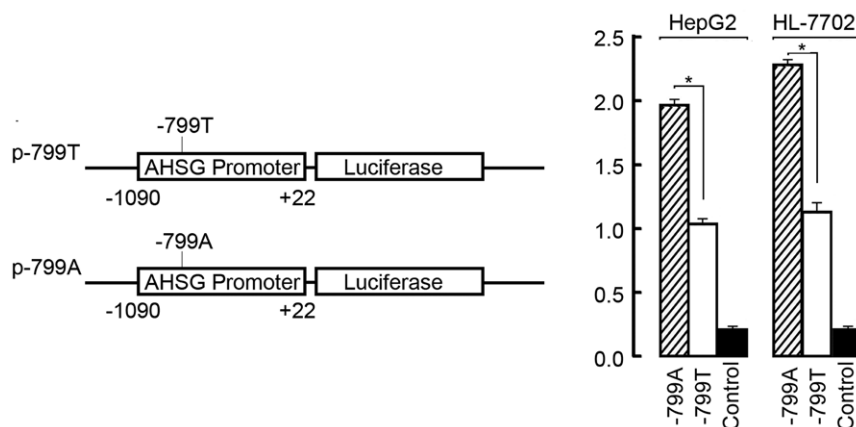 -799T
p-799T
AHSG Promoter Luciferase
-1090 +22
-799A
p-799A
AHSG Promoter Luciferase
-1090 +22
HepG2 HL-7702
2.5
2.0
1.5
1.0
0.5
0.0
* *
-799A
-799T
Control
-799A
-799T
Control